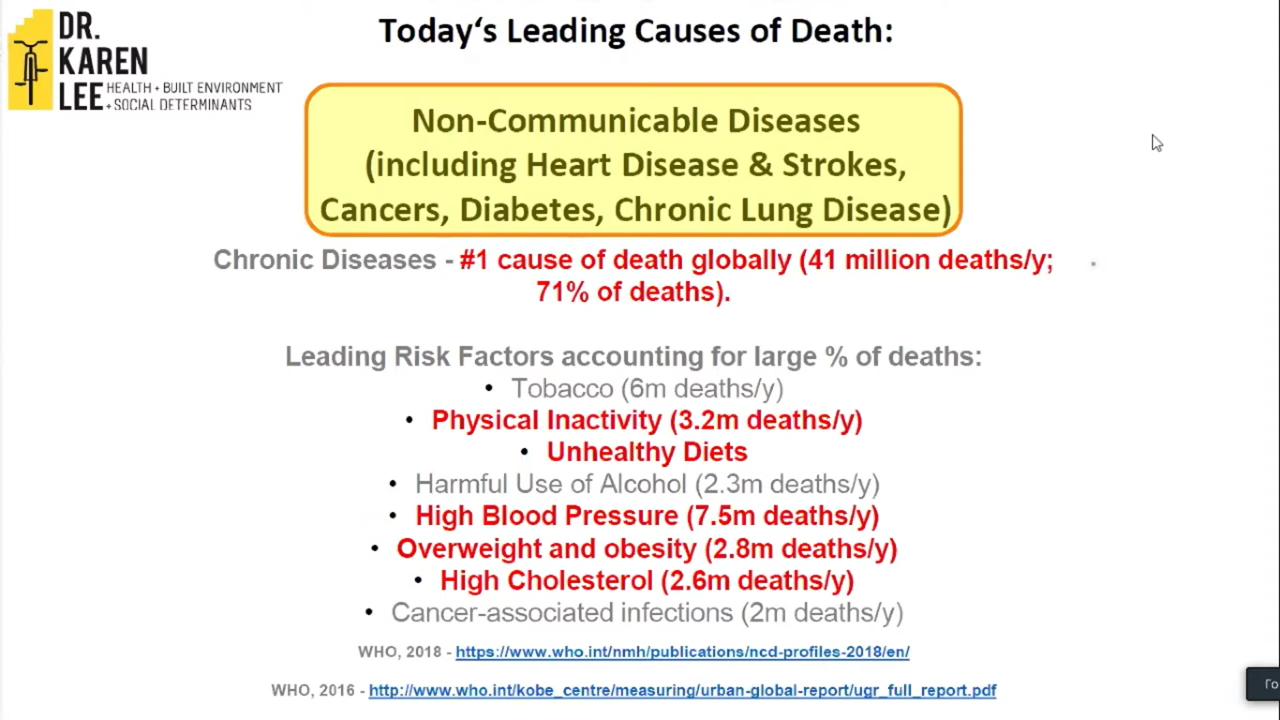 DR.
KAREN
LEE HEALTH + BUILT ENVIRONMENT
+ SOCIAL DETERMINANTS
Today‘s Leading Causes of Death:
Non-Communicable Diseases
(including Heart Disease & Strokes,
Cancers, Diabetes, Chronic Lung Disease)
Chronic Diseases - #1 cause of death globally (41 million deaths/y;
71% of deaths).
Leading Risk Factors accounting for large % of deaths:
• Tobacco (6m deaths/y)
• Physical Inactivity (3.2m deaths/y)
• Unhealthy Diets
• Harmful Use of Alcohol (2.3m deaths/y)
• High Blood Pressure (7.5m deaths/y)
• Overweight and obesity (2.8m deaths/y)
• High Cholesterol (2.6m deaths/y)
• Cancer-associated infections (2m deaths/y)
WHO, 2018 - https://www.who.int/nmh/publications/ncd-profiles-2018/en/
WHO, 2016 - http://www.who.int/kobe_centre/measuring/urban-global-report/ugr_full_report.pdf